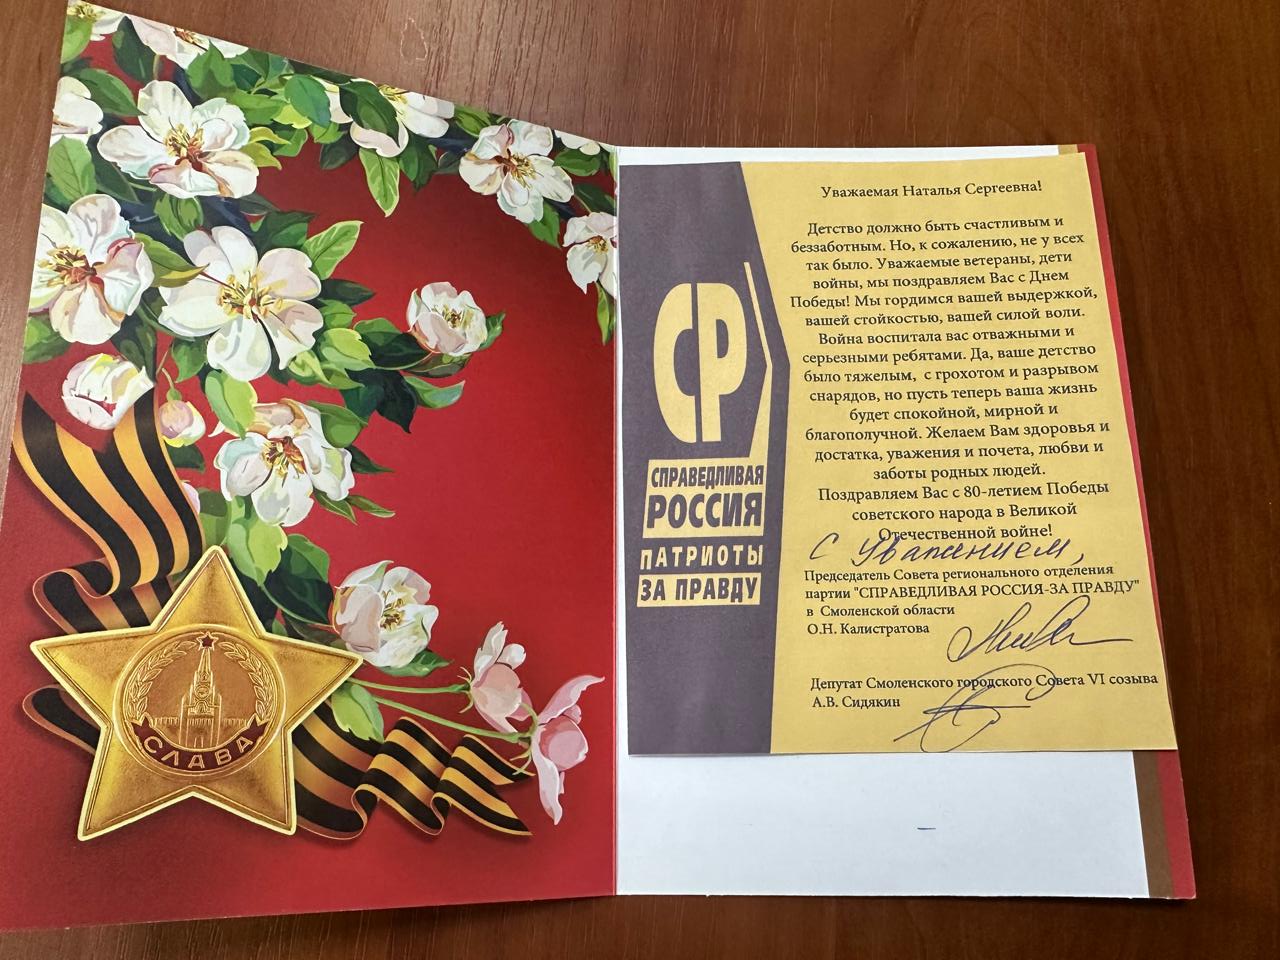 СЛАВА
СР
СПРАВЕДЛИВАЯ
РОССИЯ
ПАТРИОТЫ
ЗА ПРАВДУ
Уважаемая Наталья Сергеевна!
Детство должно быть счастливым и
беззаботным. Но, к сожалению, не у всех
так было. Уважаемые ветераны, дети
войны, мы поздравляем Вас с Днем
Победы! Мы гордимся вашей выдержкой,
вашей стойкостью, вашей силой воли.
Война воспитала вас отважными и
серьезными ребятами. Да, ваше детство
было тяжелым, с грохотом и разрывом
снарядов, но пусть теперь ваша жизнь
будет спокойной, мирной и
благополучной. Желаем Вам здоровья и
достатка, уважения и почета, любви и
заботы родных людей.
Поздравляем Вас с 80-летием Победы
советского народа в Великой
Отечественной войне!
С Уважением,
Председатель Совета регионального отделения
партии "СПРАВЕДЛИВАЯ РОССИЯ-ЗА ПРАВДУ"
в Смоленской области
О.Н. Калистратова
Депутат Смоленского городского Совета VI созыва
А.В. Сидякин